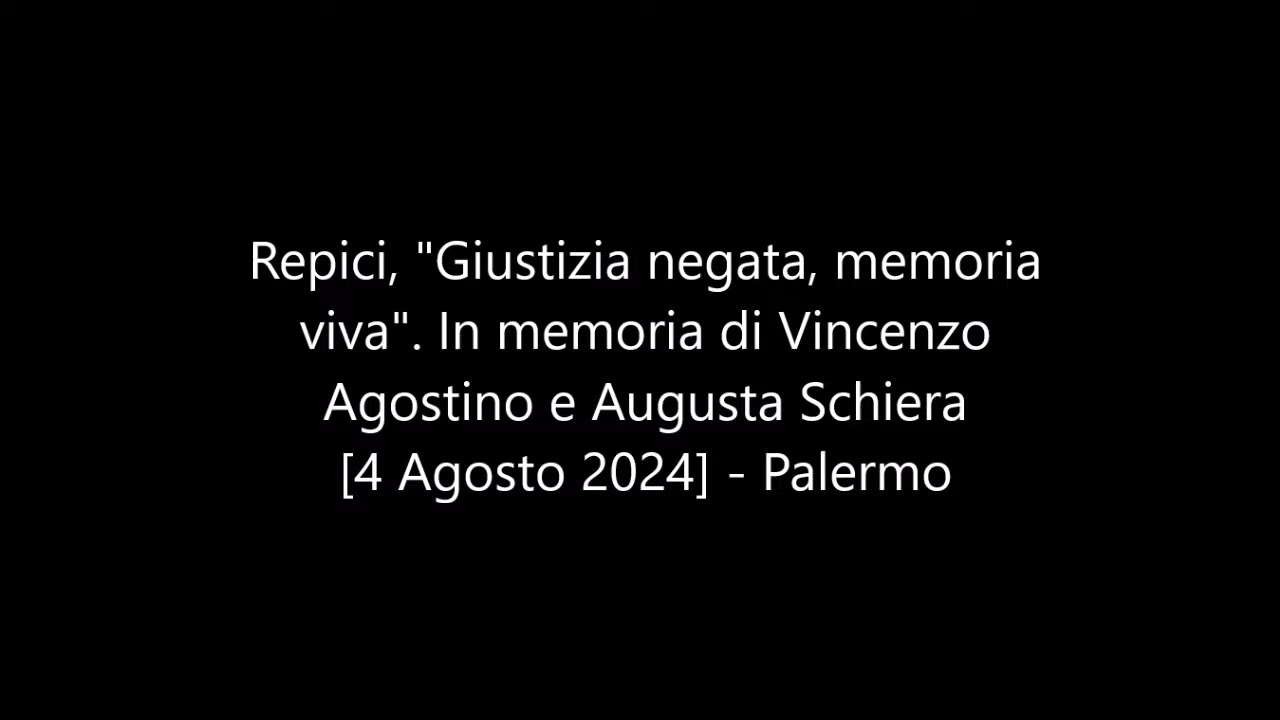 Repici, "Giustizia negata, memoria
viva". In memoria di Vincenzo
Agostino e Augusta Schiera
[4 Agosto 2024] - Palermo